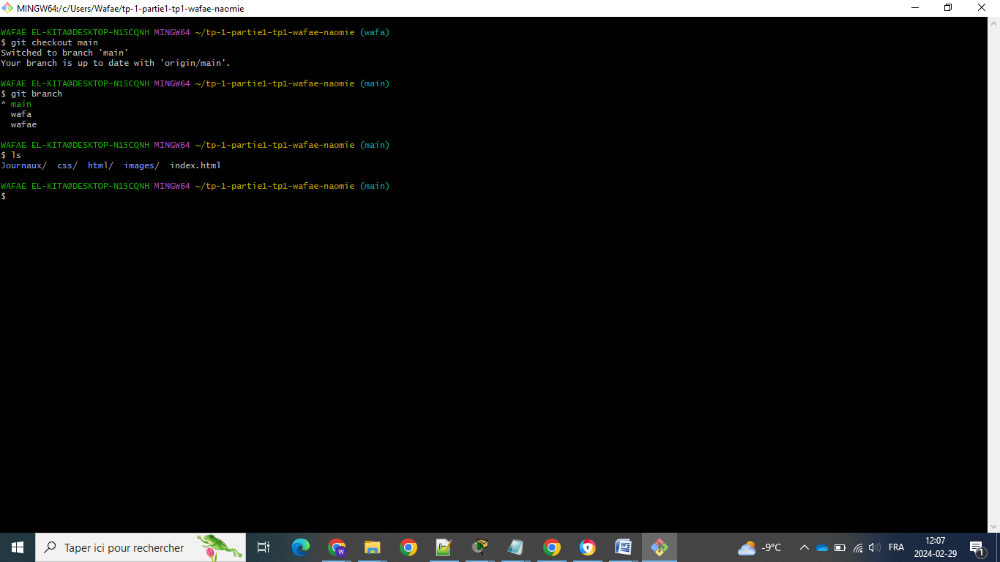 MINGW64:/c/Users/Wafae/tp-1-partie1-tp1-wafae-naomie
WAFAE EL-KITA@DESKTOP-N15CQNH MINGW64 ~/tp-1-partie1-tp1-wafae-naomie (wafa)
$ git checkout main
Switched to branch 'main'
Your branch is up to date with 'origin/main'.
WAFAE EL-KITA@DESKTOP-N15CQNH MINGW64 ~/tp-1-partie1-tp1-wafae-naomie (main)
$ git branch
* main
wafa
wafae
WAFAE EL-KITA@DESKTOP-N15CQNH MINGW64 ~/tp-1-partie1-tp1-wafae-naomie (main)
$ ls
Journaux/ css/ html/ images/ index.html
WAFAE EL-KITA@DESKTOP-N15CQNH MINGW64 ~/tp-1-partie1-tp1-wafae-naomie (main)
$
Taper ici pour rechercher
-9°C
FRA
12:07
2024-02-29
1